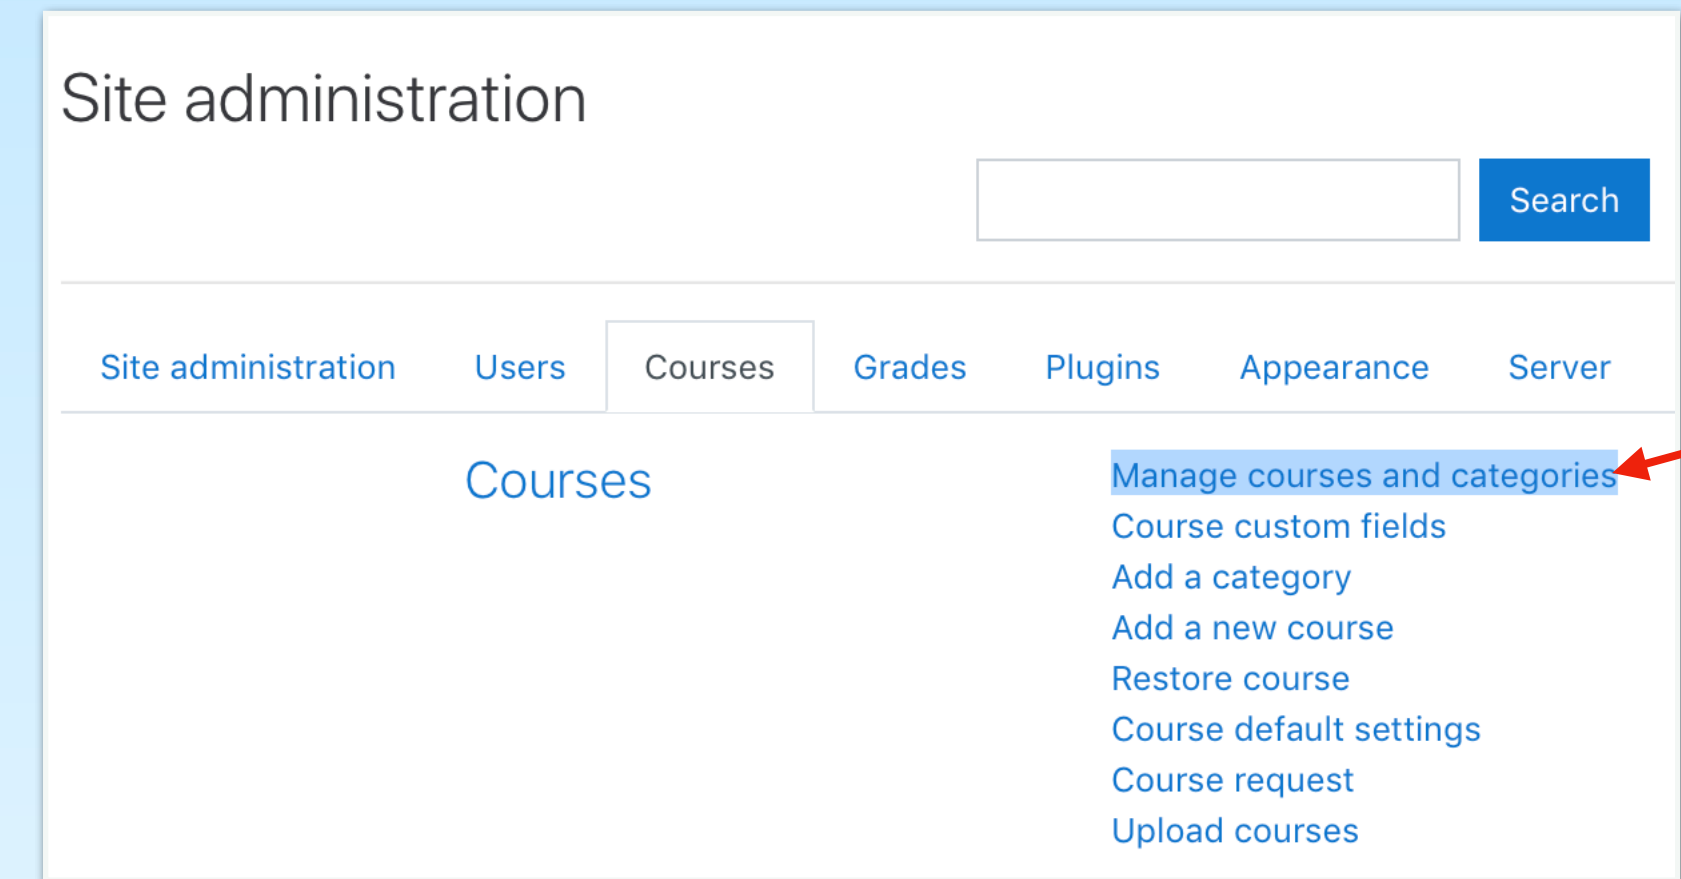 Site administration
Search
Site administration Users Courses Grades Plugins Appearance Server
Courses
Manage courses and categories
Course custom fields
Add a category
Add a new course
Restore course
Course default settings
Course request
Upload courses